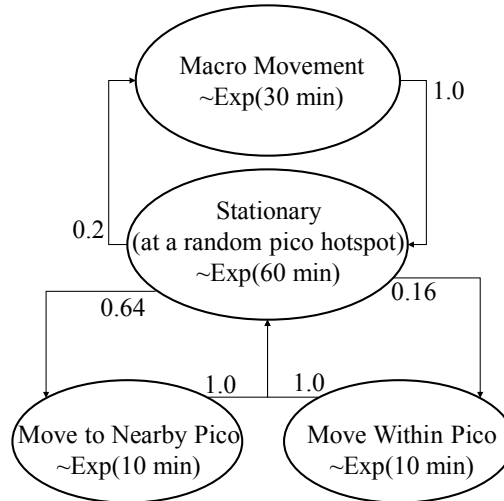 Macro Movement
~Exp(30 min)
1.0
Stationary
(at a random pico hotspot)
~Exp(60 min)
0.2
0.64
0.16
1.0
1.0
Move to Nearby Pico
~Exp(10 min)
Move Within Pico
~Exp(10 min)